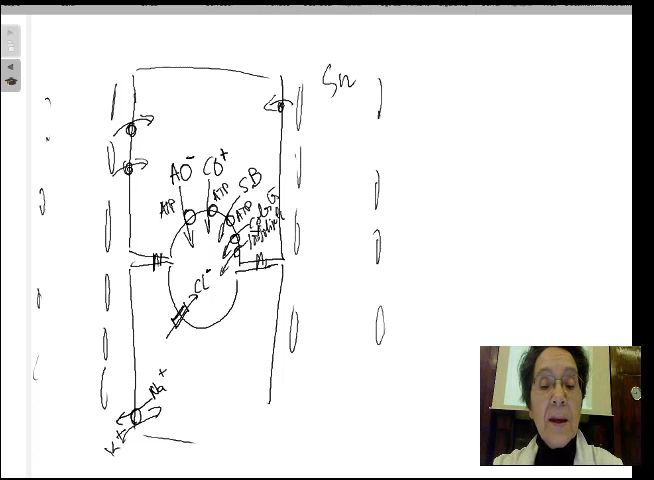 Sn
AO⁻
CO⁺
SB
ATP
ATP
ATP
Cl⁻
Na⁺
K⁺